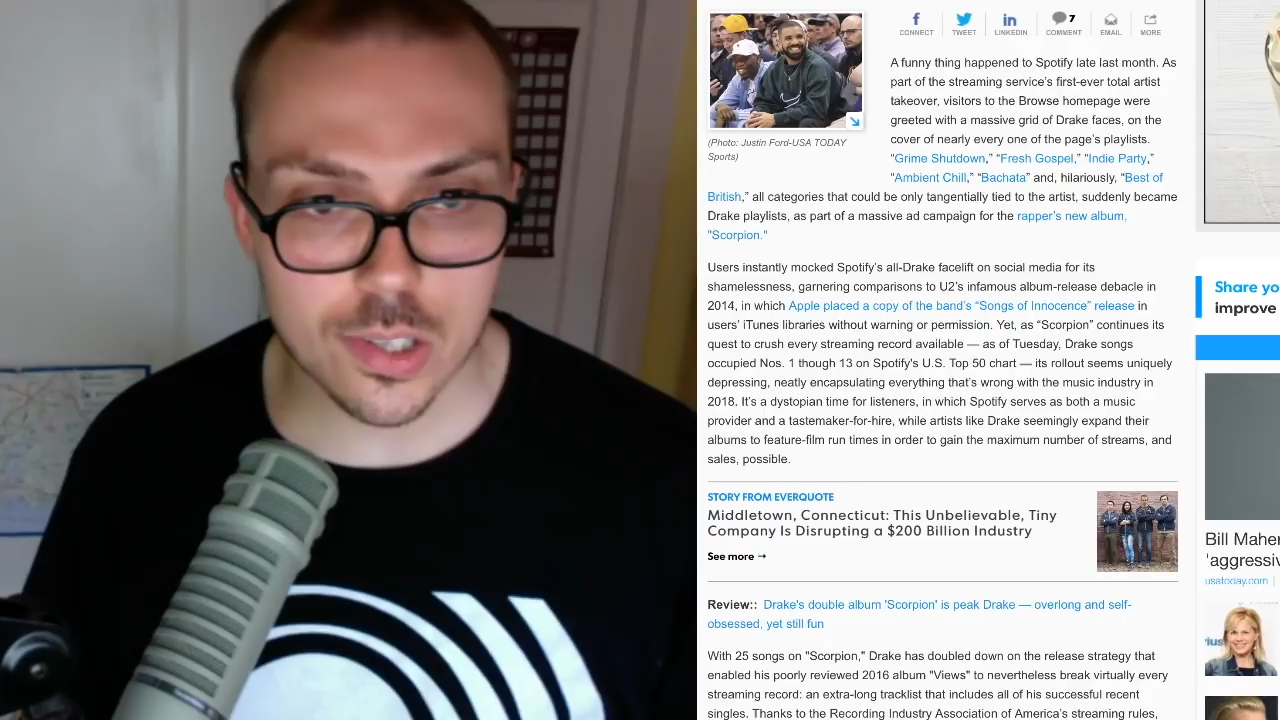 CONNECT TWEET LINKEDIN 7 COMMENT EMAIL MORE
(Photo: Justin Ford-USA TODAY
Sports)
A funny thing happened to Spotify late last month. As
part of the streaming service's first-ever total artist
takeover, visitors to the Browse homepage were
greeted with a massive grid of Drake faces, on the
cover of nearly every one of the page's playlists.
“Grime Shutdown,” “Fresh Gospel,” “Indie Party,”
“Ambient Chill,” “Bachata” and, hilariously, “Best of
British,” all categories that could be only tangentially tied to the artist, suddenly became
Drake playlists, as part of a massive ad campaign for the rapper's new album,
"Scorpion."
Users instantly mocked Spotify's all-Drake facelift on social media for its
shamelessness, garnering comparisons to U2's infamous album-release debacle in
2014, in which Apple placed a copy of the band's “Songs of Innocence” release in
users' iTunes libraries without warning or permission. Yet, as “Scorpion” continues its
quest to crush every streaming record available — as of Tuesday, Drake songs
occupied Nos. 1 though 13 on Spotify's U.S. Top 50 chart — its rollout seems uniquely
depressing, neatly encapsulating everything that's wrong with the music industry in
2018. It's a dystopian time for listeners, in which Spotify serves as both a music
provider and a tastemaker-for-hire, while artists like Drake seemingly expand their
albums to feature-film run times in order to gain the maximum number of streams, and
sales, possible.
STORY FROM EVERQUOTE
Middletown, Connecticut: This Unbelievable, Tiny
Company Is Disrupting a $200 Billion Industry
See more →
Review:: Drake's double album 'Scorpion' is peak Drake — overlong and self-
obsessed, yet still fun
With 25 songs on "Scorpion," Drake has doubled down on the release strategy that
enabled his poorly reviewed 2016 album "Views" to nevertheless break virtually every
streaming record: an extra-long tracklist that includes all of his successful recent
singles. Thanks to the Recording Industry Association of America's streaming rules,
Share yo
improve
Bill Maher
'aggressiv
usatoday.com |